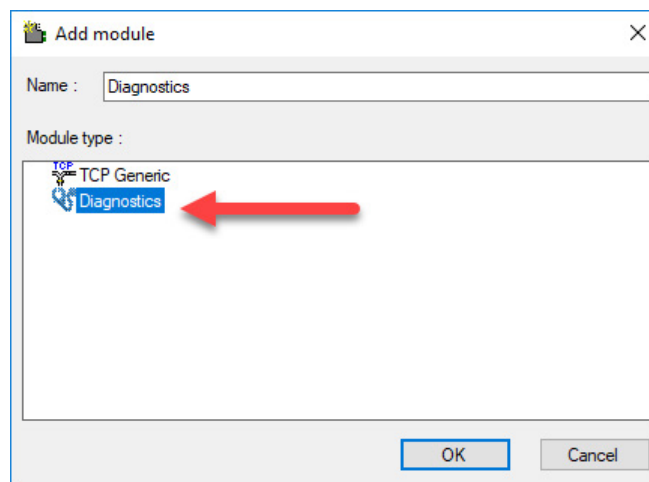 Add module
Name :
Diagnostics
Module type :
TCP
TCP Generic
Diagnostics
OK
Cancel